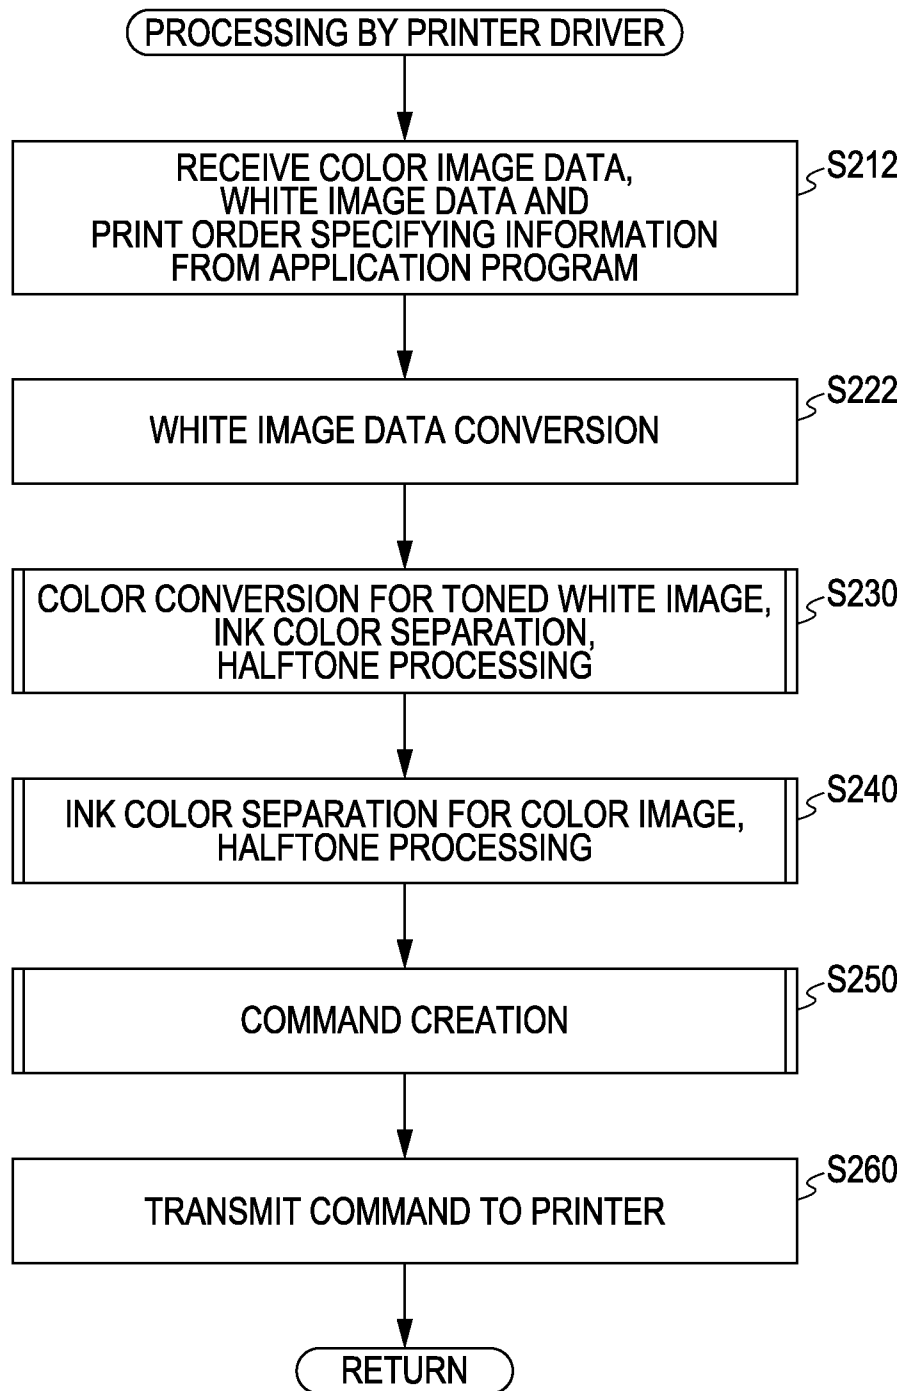 PROCESSING BY PRINTER DRIVER
RECEIVE COLOR IMAGE DATA,
WHITE IMAGE DATA AND
PRINT ORDER SPECIFYING INFORMATION
FROM APPLICATION PROGRAM
S212
WHITE IMAGE DATA CONVERSION
S222
COLOR CONVERSION FOR TONED WHITE IMAGE,
INK COLOR SEPARATION,
HALFTONE PROCESSING
S230
INK COLOR SEPARATION FOR COLOR IMAGE,
HALFTONE PROCESSING
S240
COMMAND CREATION
S250
TRANSMIT COMMAND TO PRINTER
S260
RETURN